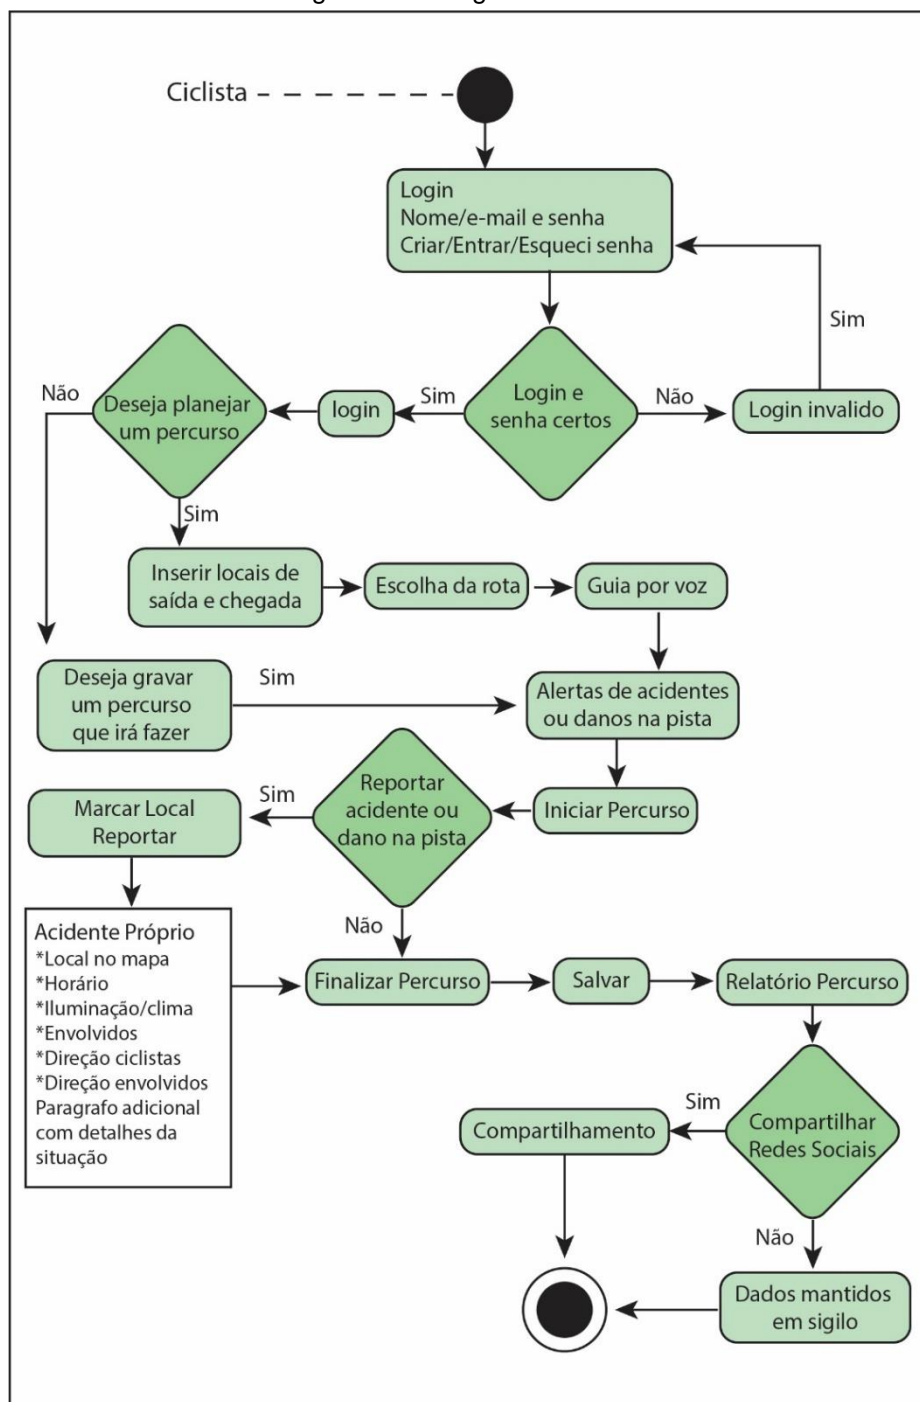 Ciclista
Login
Nome/e-mail e senha
Criar/Entrar/Esqueci senha
Sim
Não
Deseja planejar
um percurso
login
Sim
Login e
senha certos
Não
Login invalido
Sim
Inserir locais de
saída e chegada
Escolha da rota
Guia por voz
Deseja gravar
um percurso
que irá fazer
Sim
Alertas de acidentes
ou danos na pista
Marcar Local
Reportar
Sim
Reportar
acidente ou
dano na pista
Iniciar Percurso
Não
Acidente Próprio
*Local no mapa
*Horário
*Iluminação/clima
*Envolvidos
*Direção ciclistas
*Direção envolvidos
Paragrafo adicional
com detalhes da
situação
Finalizar Percurso
Salvar
Relatório Percurso
Compartilhamento
Sim
Compartilhar
Redes Sociais
Não
Dados mantidos
em sigilo